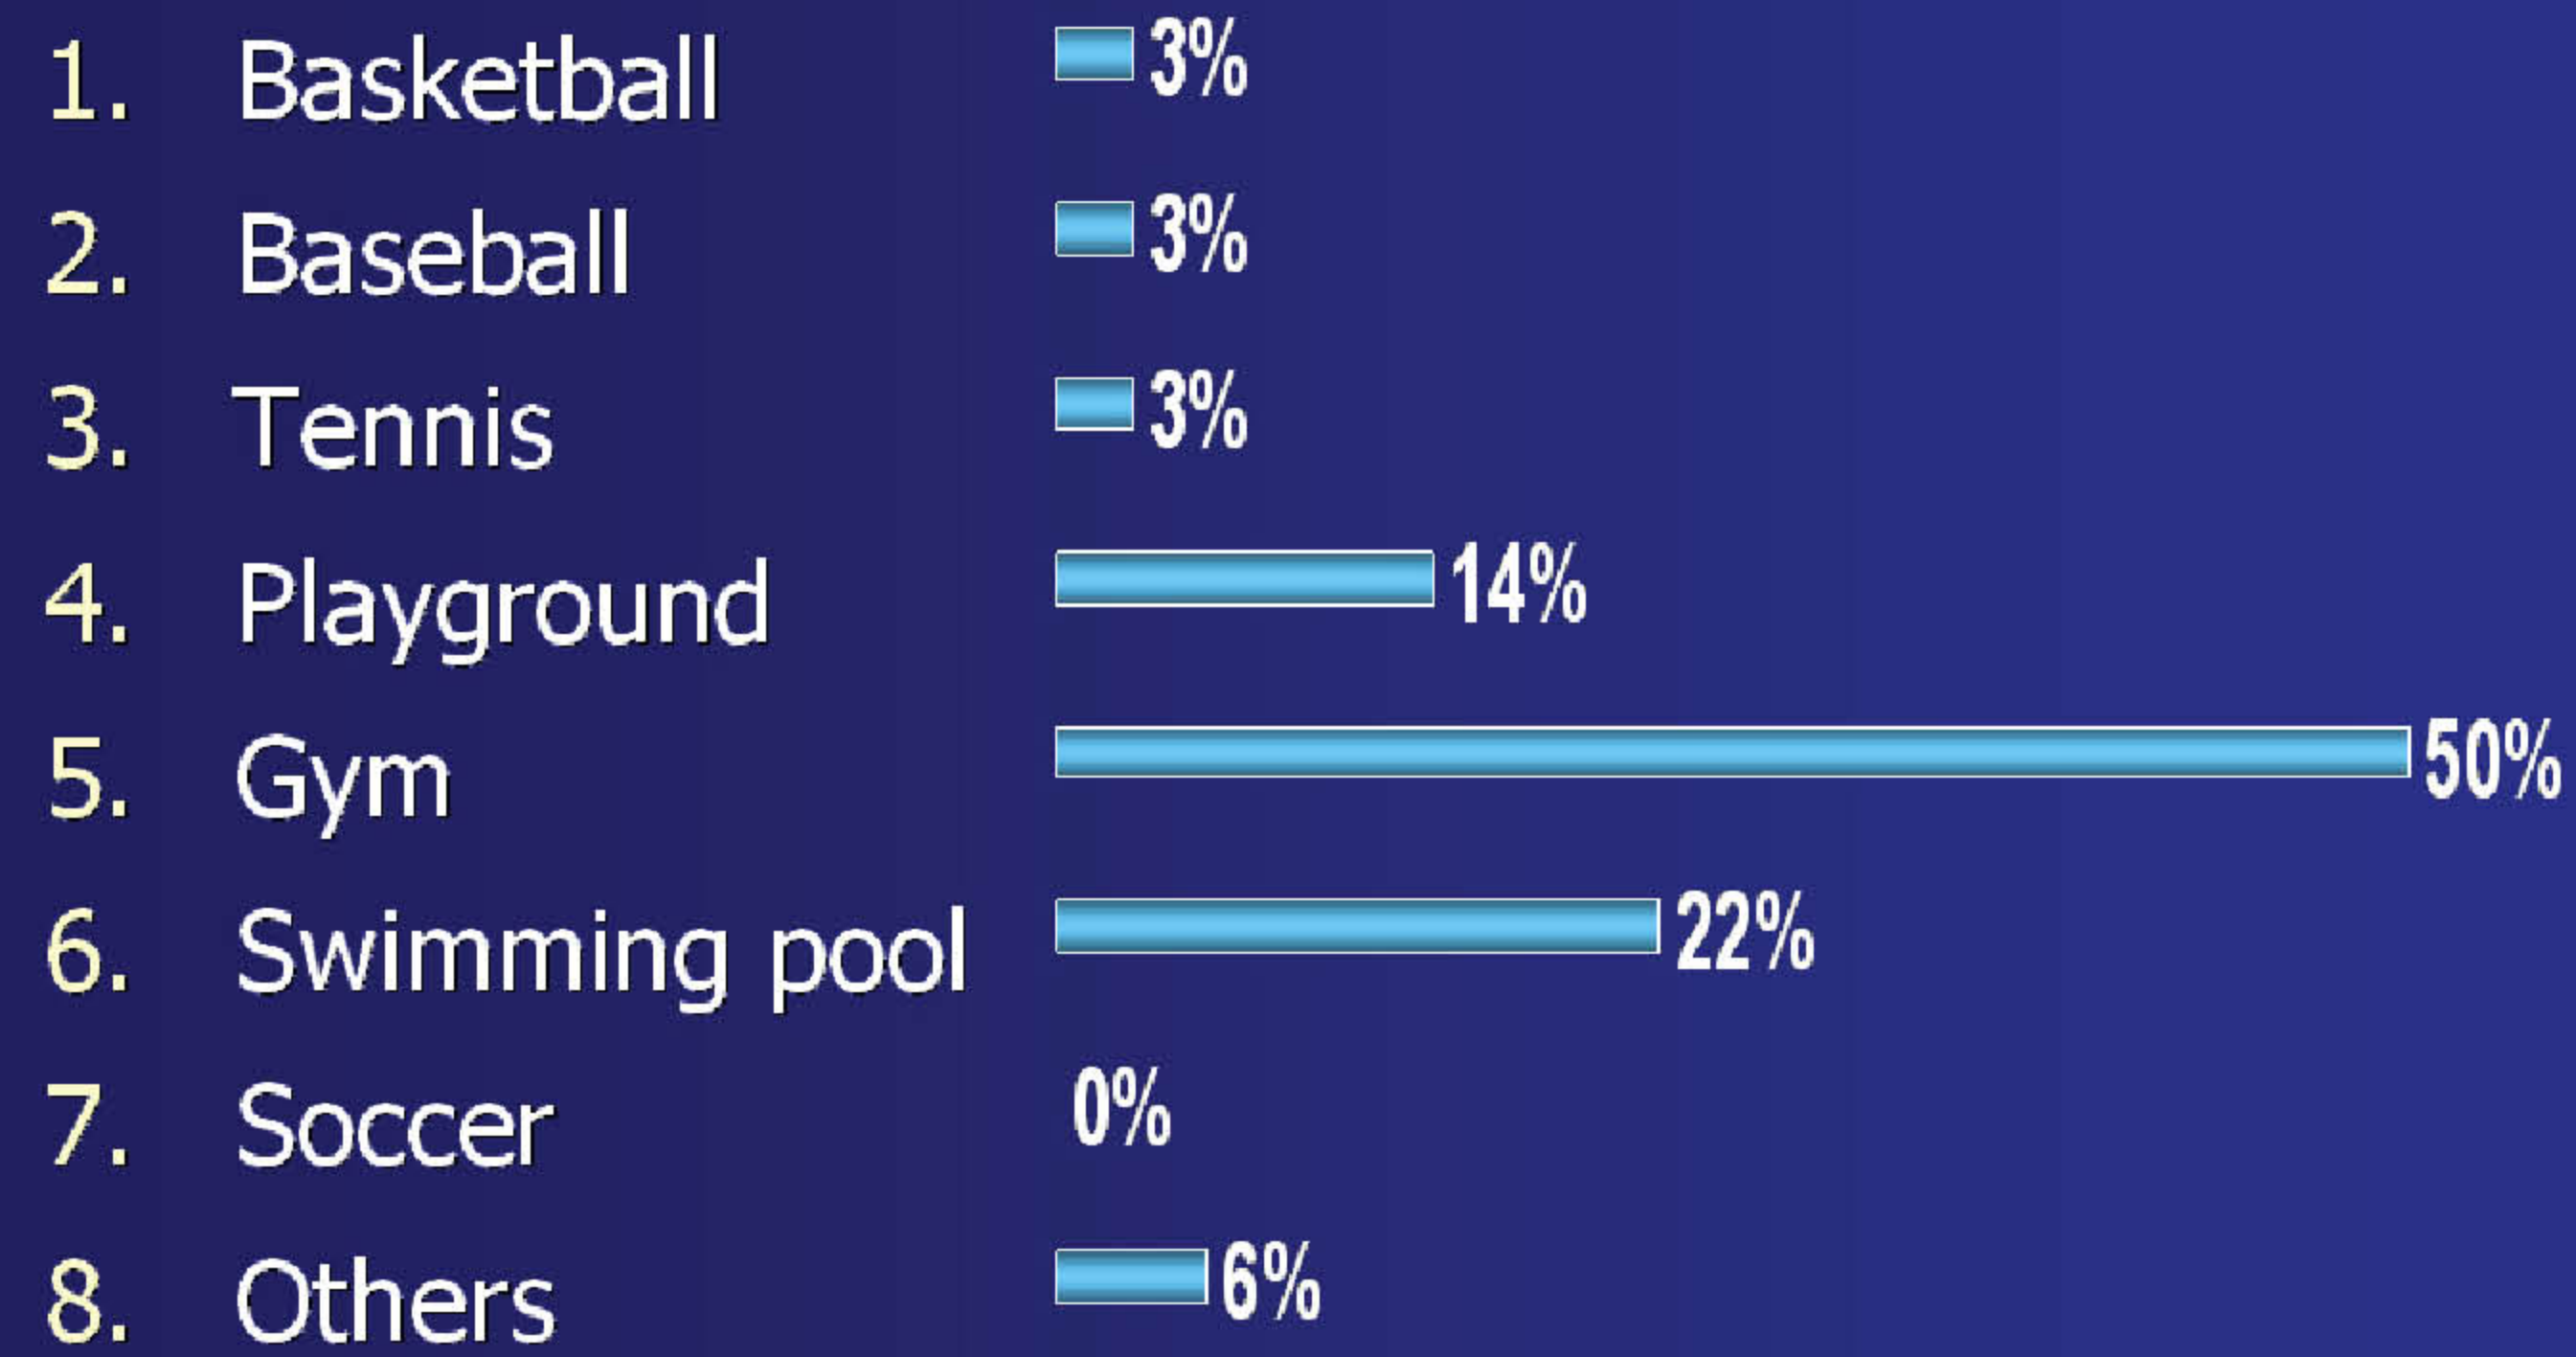 1. Basketball 3%
2. Baseball 3%
3. Tennis 3%
4. Playground 14%
5. Gym 50%
6. Swimming pool 22%
7. Soccer 0%
8. Others 6%